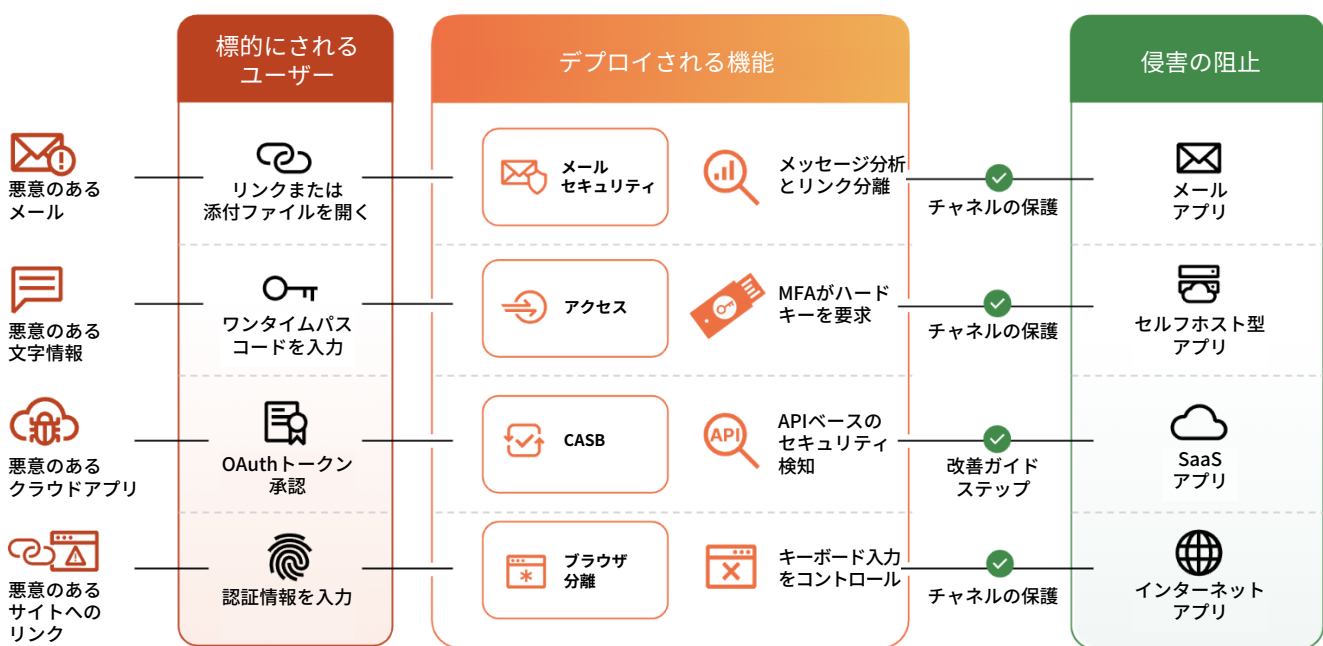 標的にされる
ユーザー
デプロイされる機能
侵害の阻止
悪意のある
メール
リンクまたは
添付ファイルを開く
メール
セキュリティ
メッセージ分析
とリンク分離
チャネルの保護
メール
アプリ
悪意のある
文字情報
ワンタイムパス
コードを入力
アクセス
MFAがハード
キーを要求
チャネルの保護
セルフホスト型
アプリ
悪意のある
クラウドアプリ
OAuthトークン
承認
CASB
API
APIベースの
セキュリティ
検知
改善ガイド
ステップ
SaaS
アプリ
悪意のある
サイトへの
リンク
認証情報を入力
ブラウザ
分離
キーボード入力
をコントロール
チャネルの保護
インターネット
アプリ